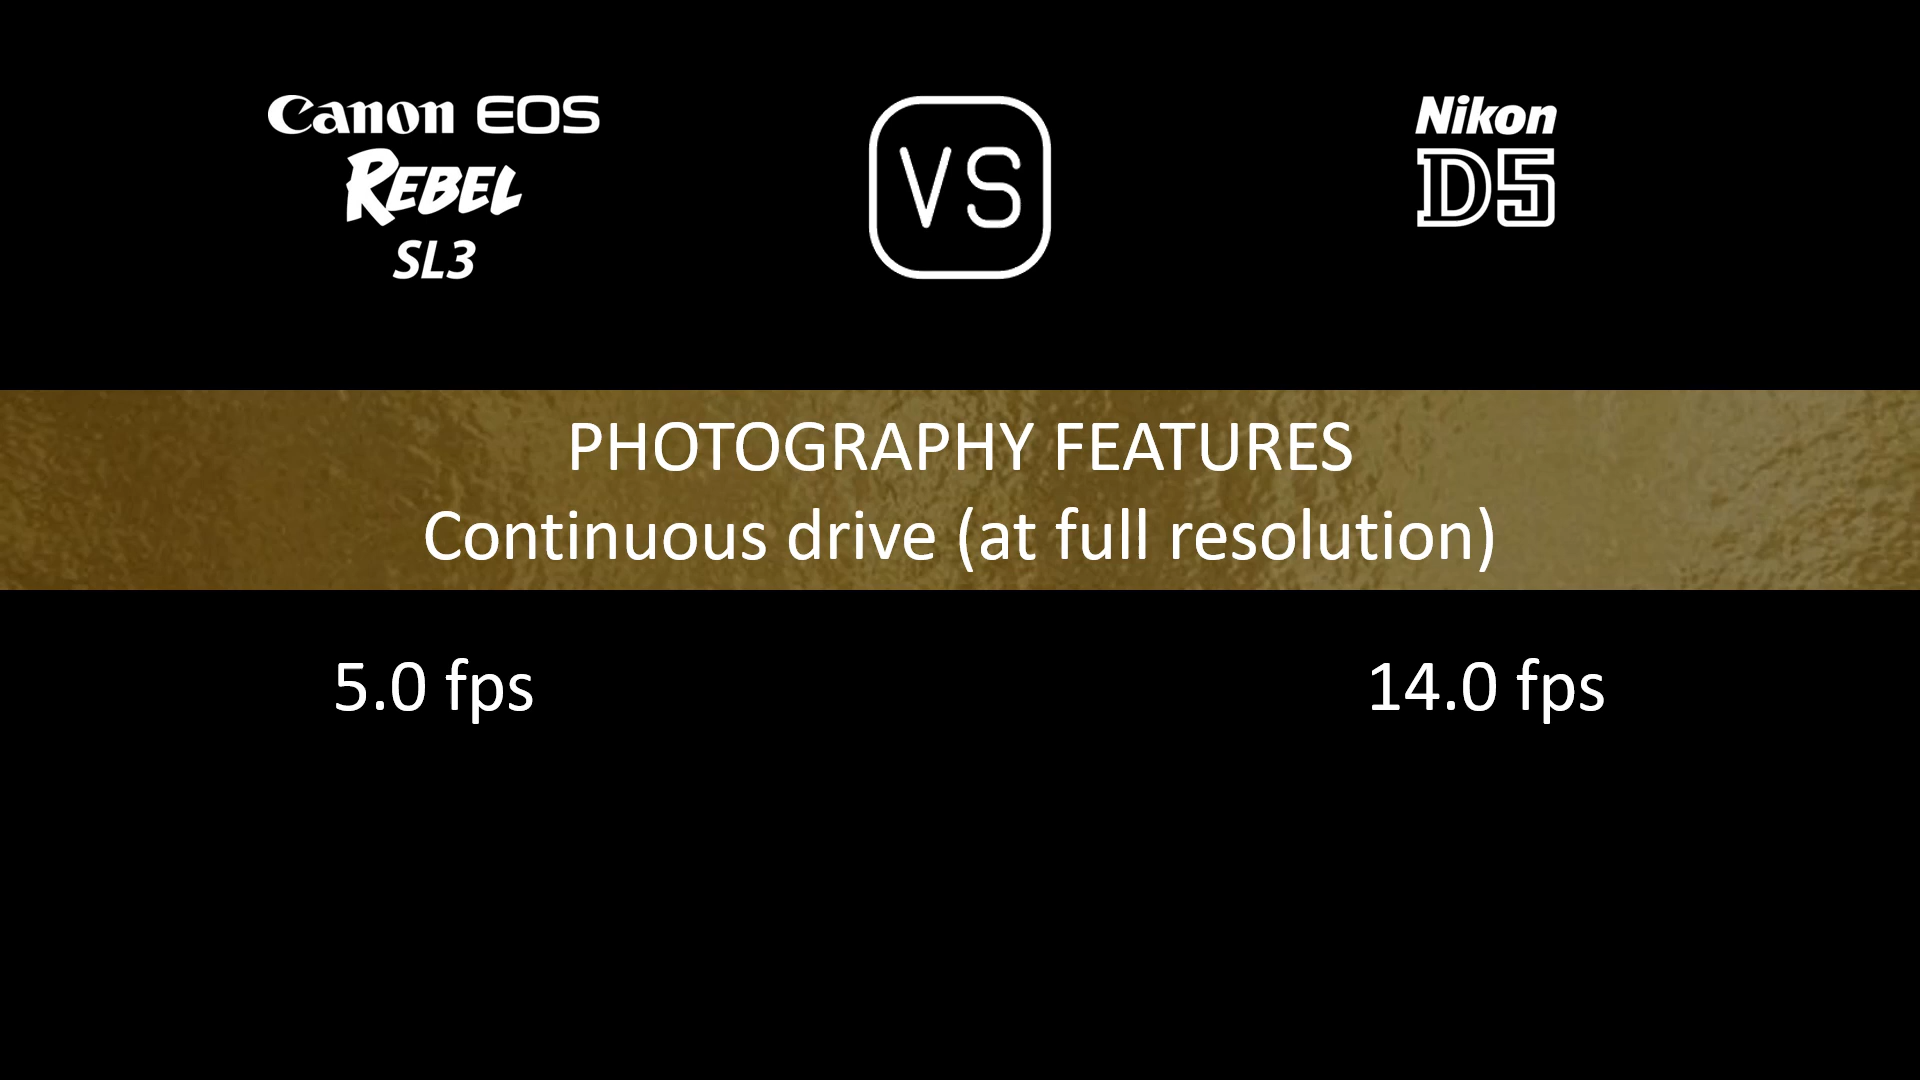 Canon EOS
REBEL
SL3
VS
Nikon
D5
PHOTOGRAPHY FEATURES
Continuous drive (at full resolution)
5.0 fps
14.0 fps